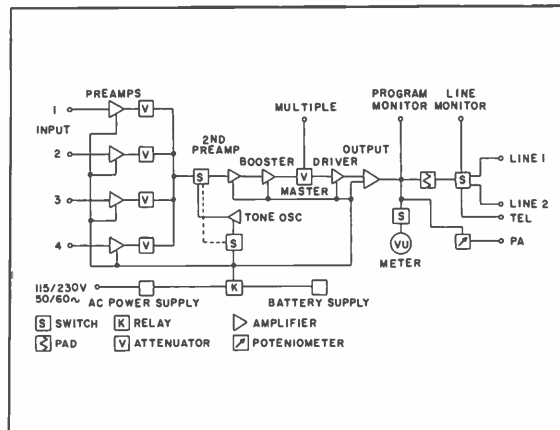 PREAMPS
1
V
INPUT
2
V
3
V
4
V
2ND
PREAMP
S
BOOSTER
MULTIPLE
V
MASTER
DRIVER
OUTPUT
PROGRAM
MONITOR
LINE
MONITOR
S
LINE 1
LINE 2
TEL
PA
TONE OSC
S
S
VU
METER
115/230V
50/60~
AC POWER SUPPLY
K
BATTERY SUPPLY
S SWITCH
K RELAY
AMPLIFIER
PAD
V ATTENUATOR
POTENIOMETER